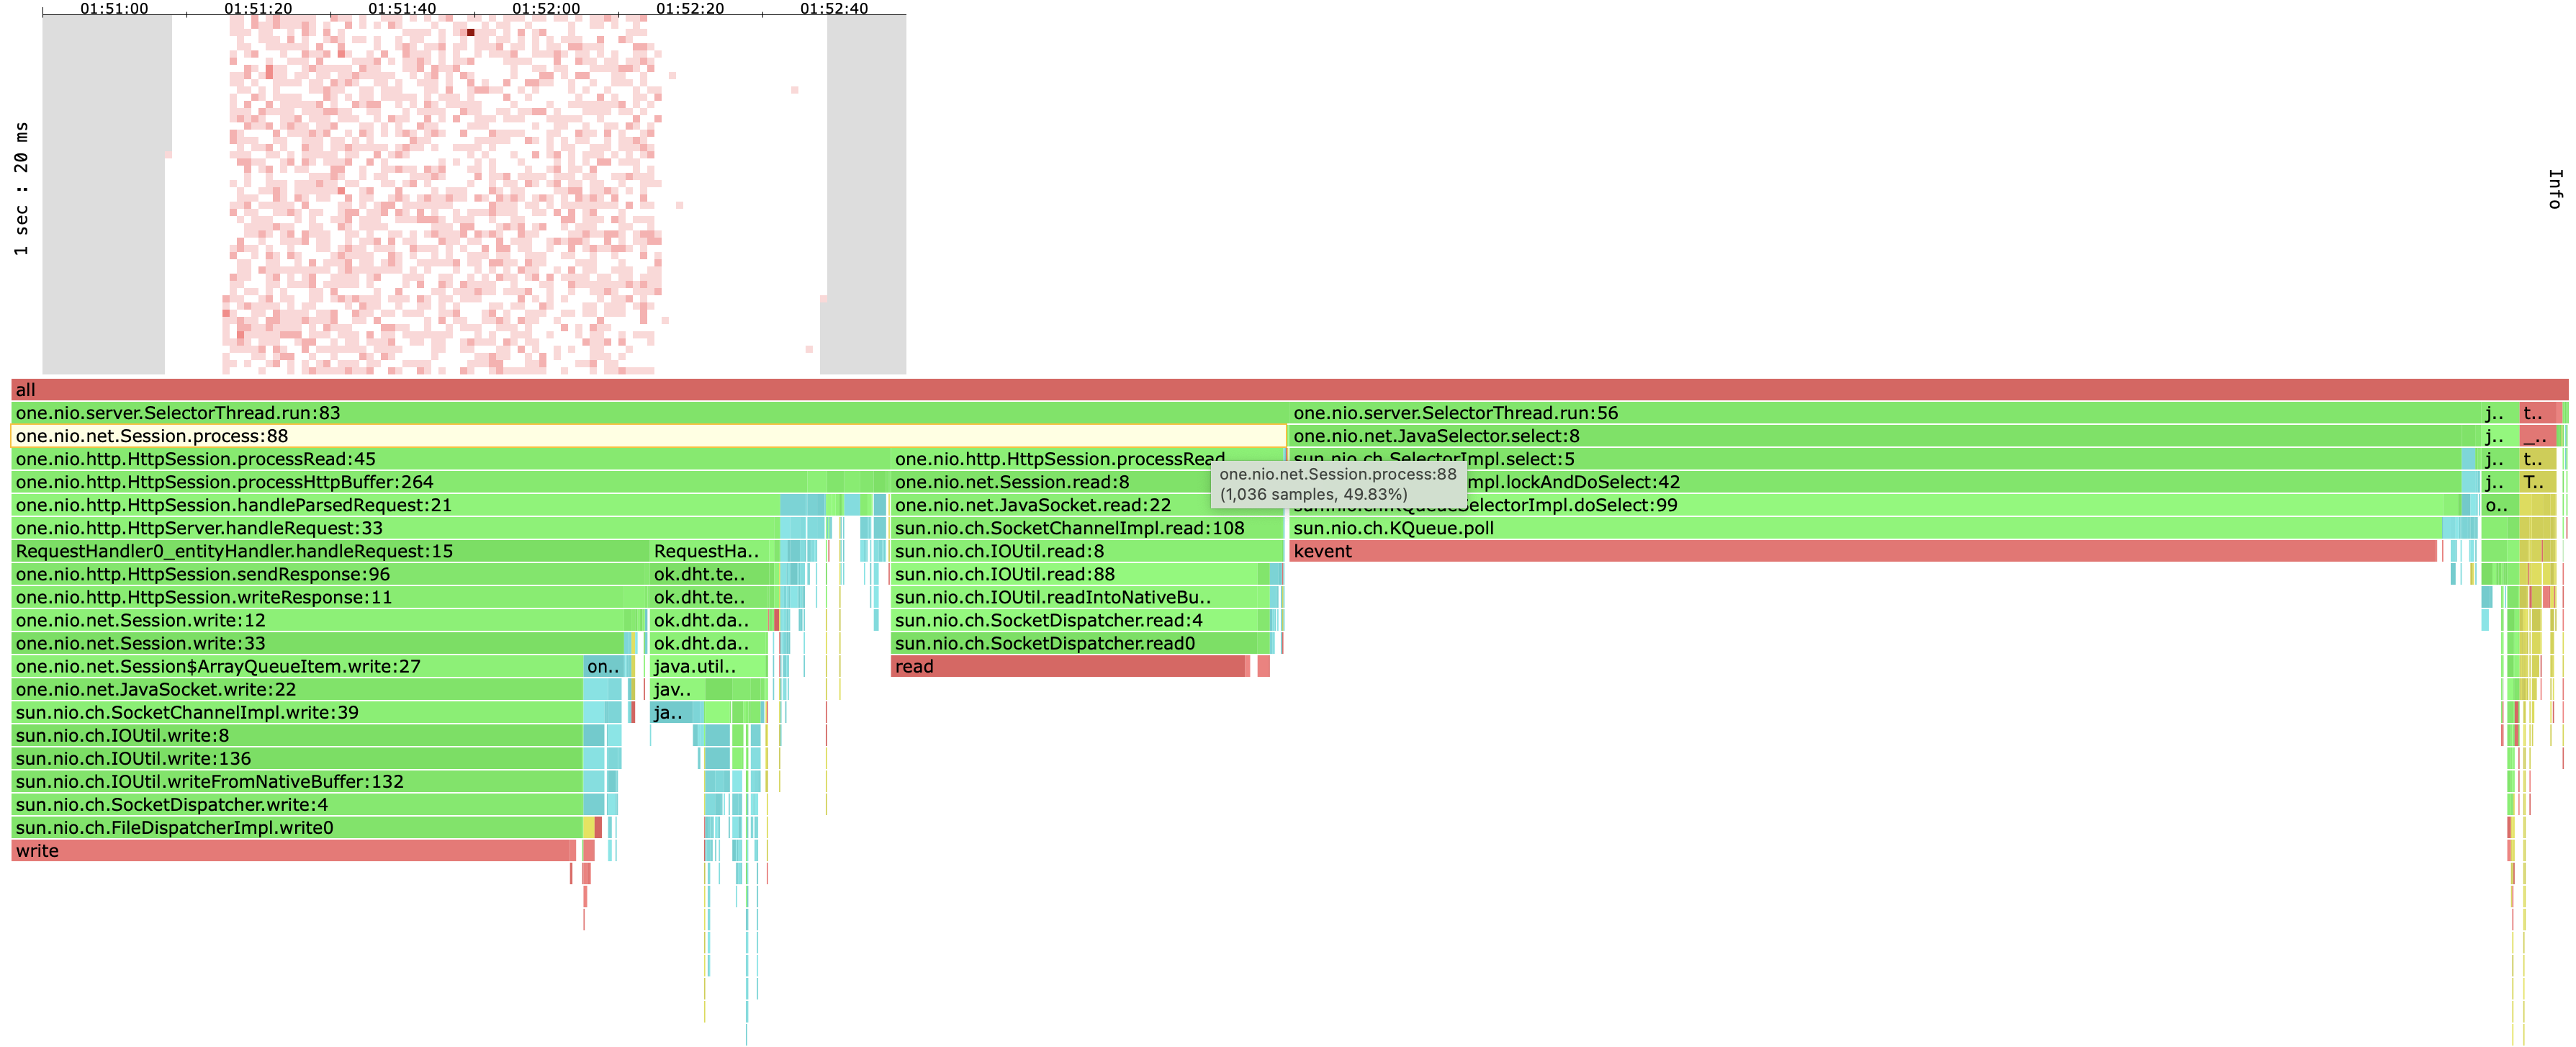 01:51:00 01:51:20 01:51:40 01:52:00 01:52:20 01:52:40
1 sec : 20 ms
Info
all
one.nio.server.SelectorThread.run:83 one.nio.server.SelectorThread.run:56 j.. t..
one.nio.net.Session.process:88 one.nio.net.JavaSelector.select:8 j.. _..
one.nio.http.HttpSession.processRead:45 one.nio.http.HttpSession.processRead sun.nio.ch.SelectorImpl.select:5 j.. t..
one.nio.net.Session.process:88
(1,036 samples, 49.83%)
one.nio.http.HttpSession.processHttpBuffer:264 one.nio.net.Session.read:8 mpl.lockAndDoSelect:42 j.. T..
one.nio.http.HttpSession.handleParsedRequest:21 one.nio.net.JavaSocket.read:22 sun.nio.ch.KQueueSelectorImpl.doSelect:99 o..
one.nio.http.HttpServer.handleRequest:33 sun.nio.ch.SocketChannelImpl.read:108 sun.nio.ch.KQueue.poll
RequestHandler0_entityHandler.handleRequest:15 RequestHa.. sun.nio.ch.IOUtil.read:8 kevent
one.nio.http.HttpSession.sendResponse:96 ok.dht.te.. sun.nio.ch.IOUtil.read:88
one.nio.http.HttpSession.writeResponse:11 ok.dht.te.. sun.nio.ch.IOUtil.readIntoNativeBu..
one.nio.net.Session.write:12 ok.dht.da.. sun.nio.ch.SocketDispatcher.read:4
one.nio.net.Session.write:33 ok.dht.da.. sun.nio.ch.SocketDispatcher.read0
one.nio.net.Session$ArrayQueueItem.write:27 on.. java.util.. read
one.nio.net.JavaSocket.write:22 jav..
sun.nio.ch.SocketChannelImpl.write:39 ja..
sun.nio.ch.IOUtil.write:8
sun.nio.ch.IOUtil.write:136
sun.nio.ch.IOUtil.writeFromNativeBuffer:132
sun.nio.ch.SocketDispatcher.write:4
sun.nio.ch.FileDispatcherImpl.write0
write